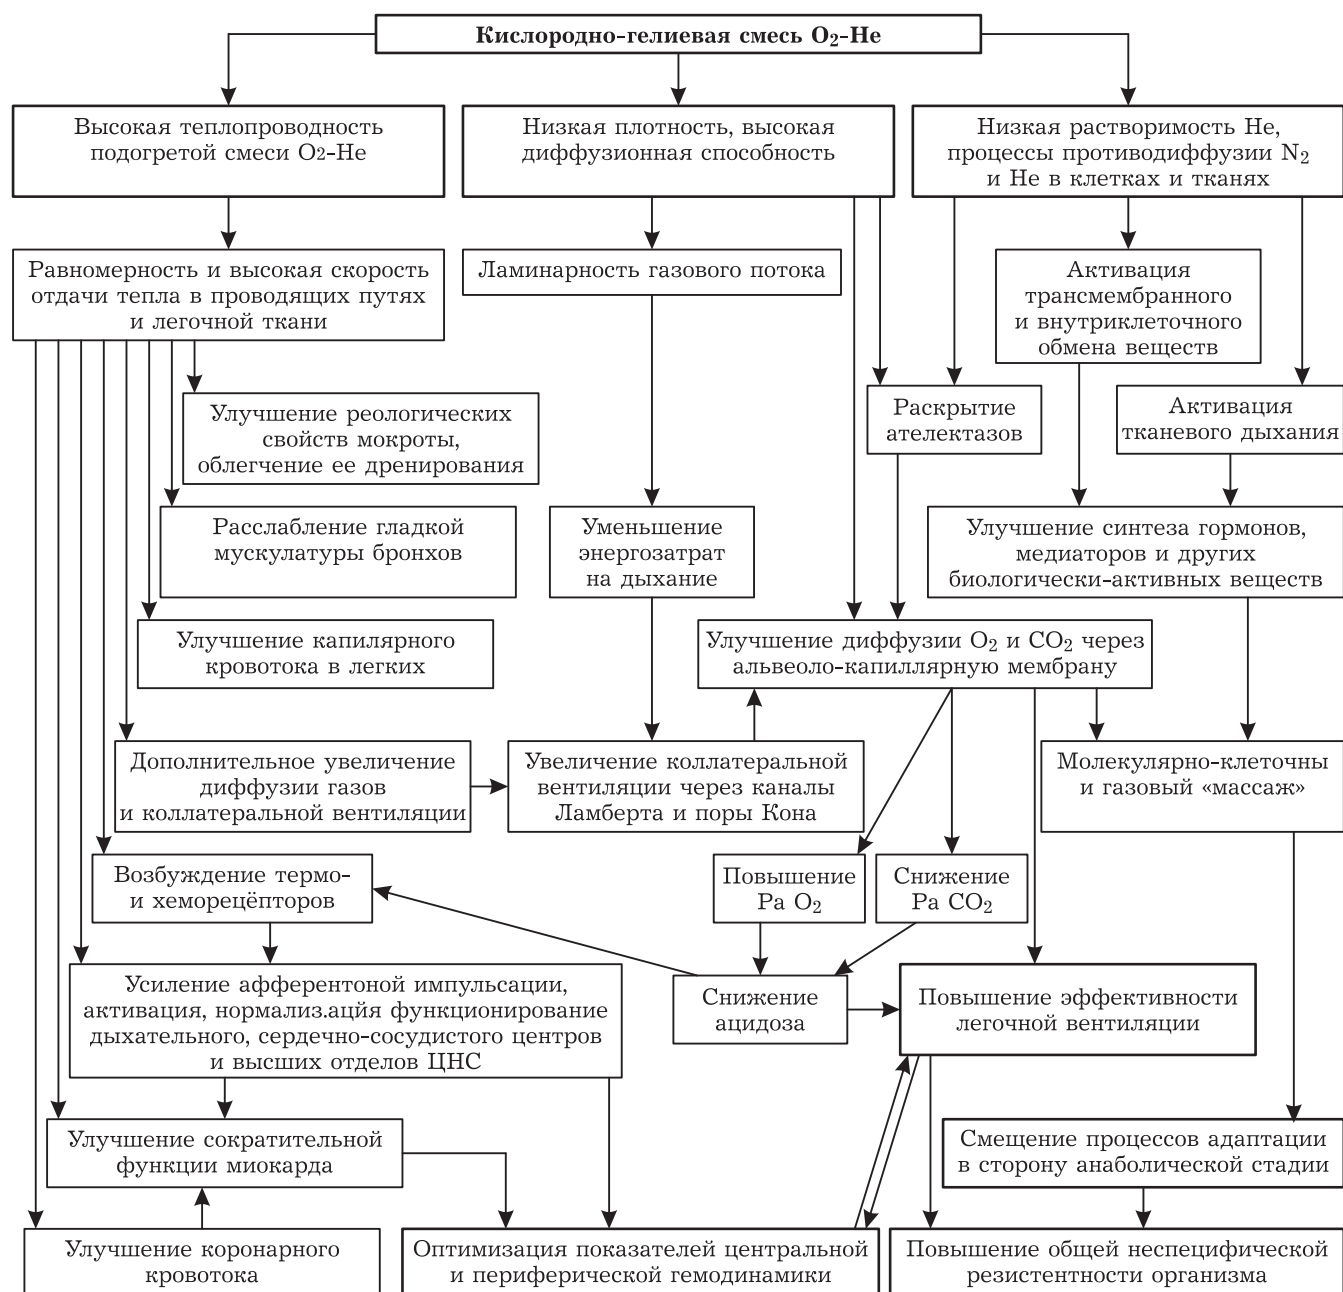 Кислородно-гелиевая смесь O₂-He
Высокая теплопроводность
подогретой смеси O2-He
Низкая плотность, высокая
диффузионная способность
Низкая растворимость He,
процессы противодиффузии N₂
и He в клетках и тканях
Равномерность и высокая скорость
отдачи тепла в проводящих путях
и легочной ткани
Ламинарность газового потока
Активация
трансмембранного
и внутриклеточного
обмена веществ
Улучшение реологических
свойств мокроты,
облегчение ее дренирования
Раскрытие
ателектазов
Активация
тканевого дыхания
Расслабление гладкой
мускулатуры бронхов
Уменьшение
энергозатрат
на дыхание
Улучшение синтеза гормонов,
медиаторов и других
биологически-активных веществ
Улучшение капилярного
кровотока в легких
Улучшение диффузии O₂ и CO₂ через
альвеоло-капиллярную мембрану
Дополнительное увеличение
диффузии газов
и коллатеральной вентиляции
Увеличение коллатеральной
вентиляции через каналы
Ламберта и поры Кона
Молекулярно-клеточны
и газовый «массаж»
Возбуждение термо-
и хеморецёпторов
Повышение
Pa O₂
Снижение
Pa CO₂
Усиление афферентоной импульсации,
активация, нормализ.ацйя функционирование
дыхательного, сердечно-сосудистого центров
и высших отделов ЦНС
Снижение
ацидоза
Повышение эффективности
легочной вентиляции
Улучшение сократительной
функции миокарда
Смещение процессов адаптации
в сторону анаболической стадии
Улучшение коронарного
кровотока
Оптимизация показателей центральной
и периферической гемодинамики
Повышение общей неспецифической
резистентности организма